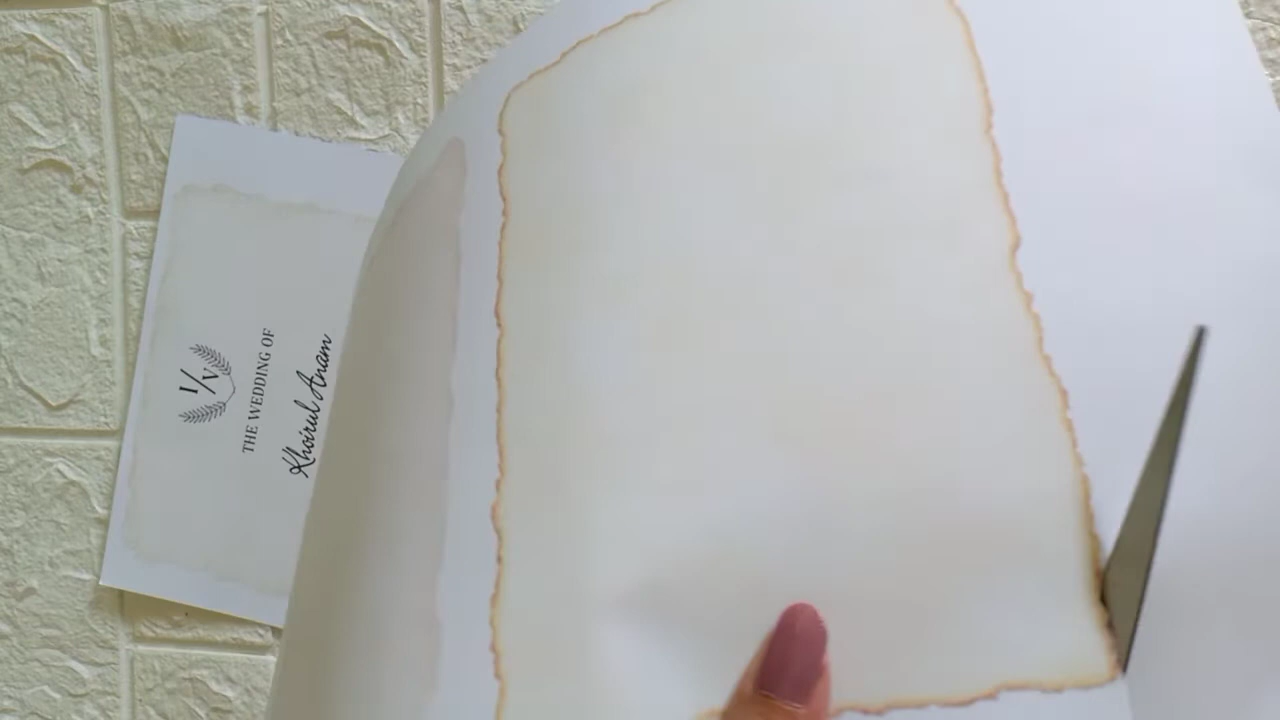 I/V
THE WEDDING OF
Khoirul Anam